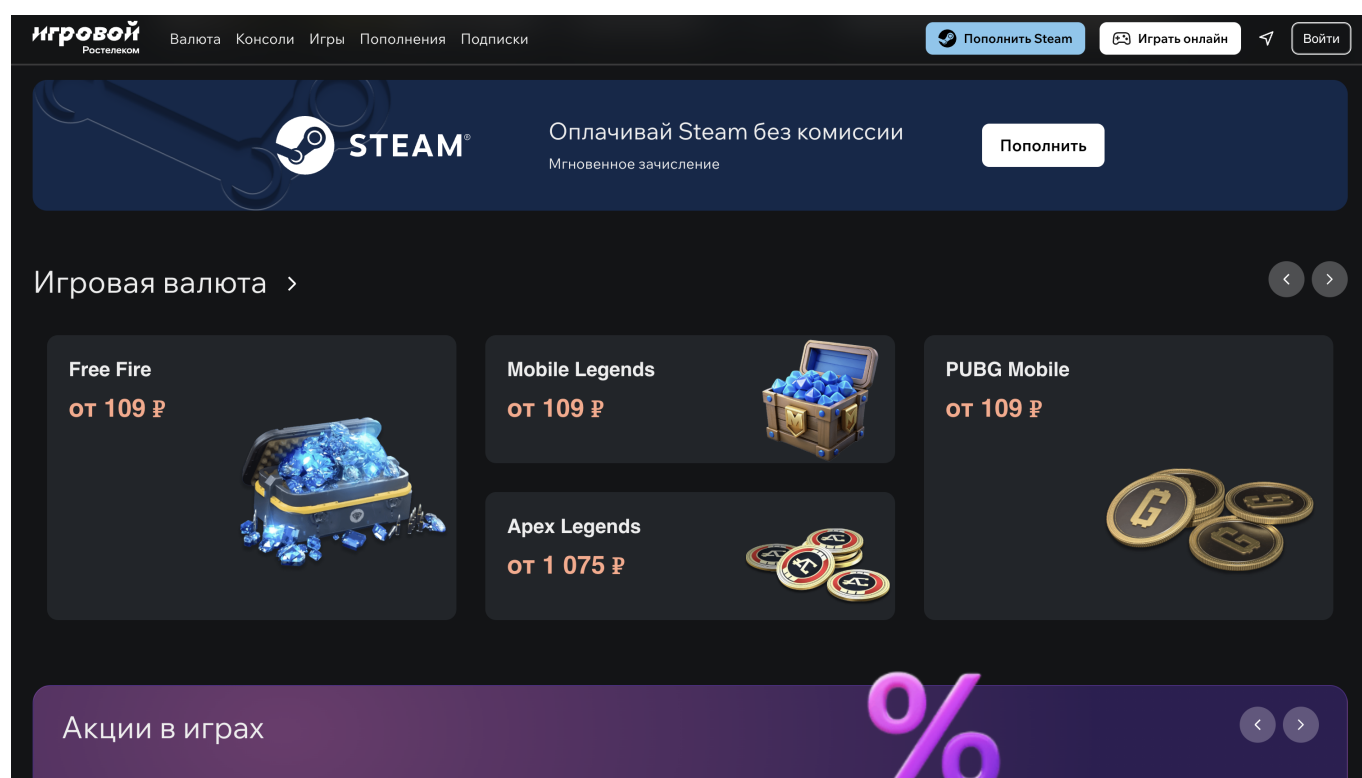 игровой
Ростелеком
Валюта Консоли Игры Пополнения Подписки
Пополнить Steam
Играть онлайн
Войти
STEAM®
Оплачивай Steam без комиссии
Мгновенное зачисление
Пополнить
Игровая валюта
Free Fire
от 109 ₽
Mobile Legends
от 109 ₽
PUBG Mobile
от 109 ₽
Apex Legends
от 1 075 ₽
Акции в играх
%